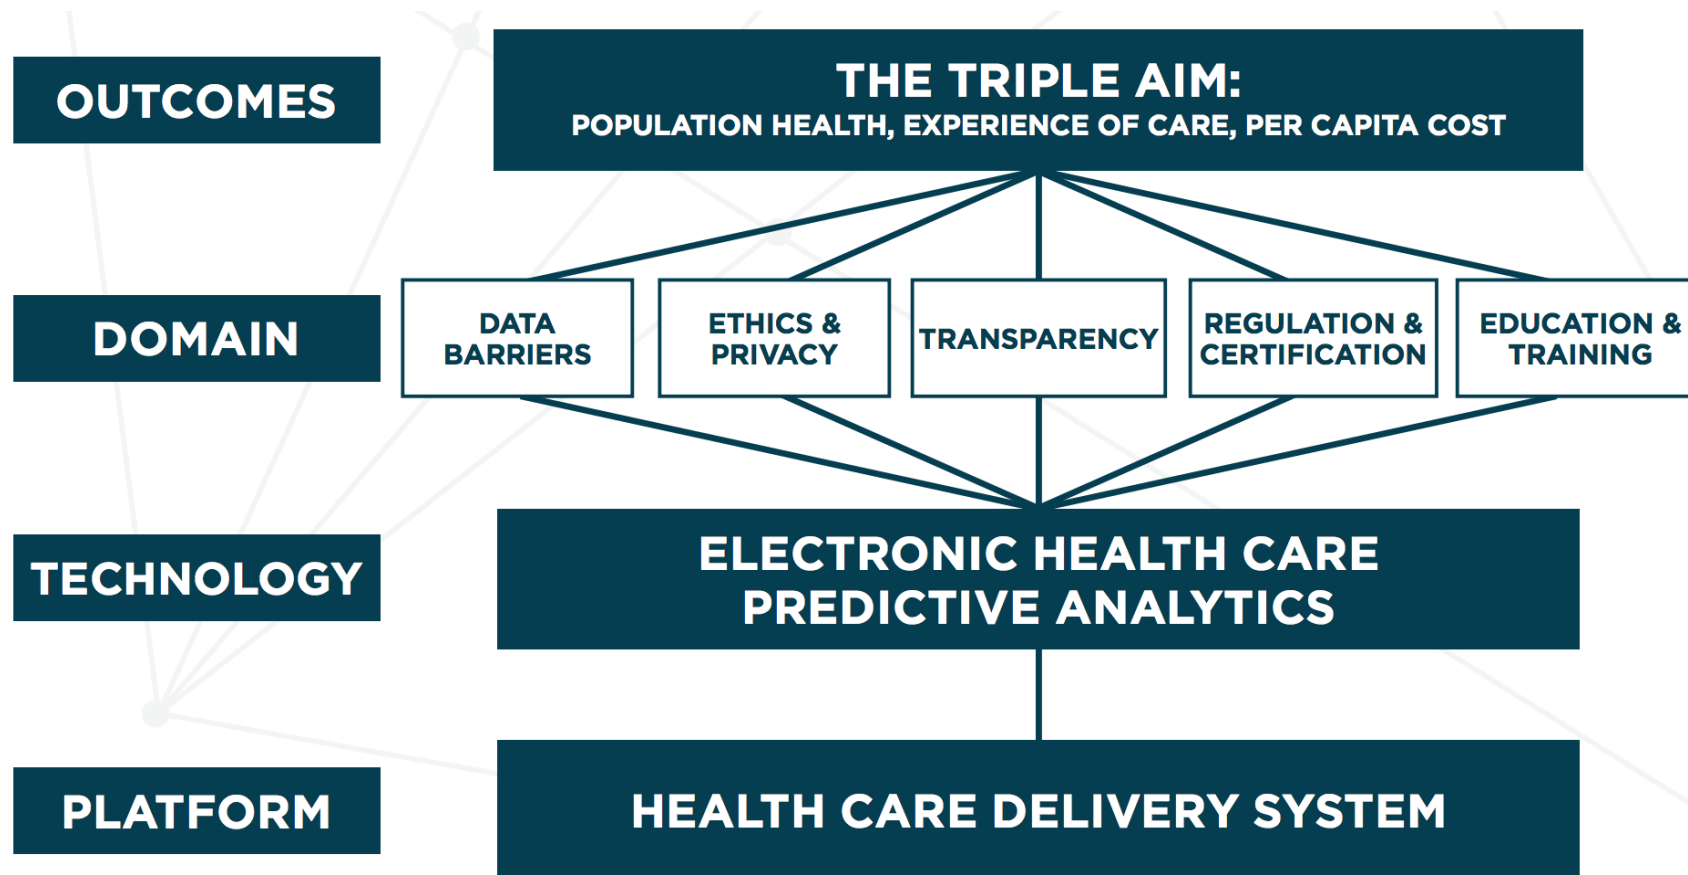 OUTCOMES
THE TRIPLE AIM:
POPULATION HEALTH, EXPERIENCE OF CARE, PER CAPITA COST
DOMAIN
DATA
BARRIERS
ETHICS &
PRIVACY
TRANSPARENCY
REGULATION &
CERTIFICATION
EDUCATION &
TRAINING
TECHNOLOGY
ELECTRONIC HEALTH CARE
PREDICTIVE ANALYTICS
PLATFORM
HEALTH CARE DELIVERY SYSTEM